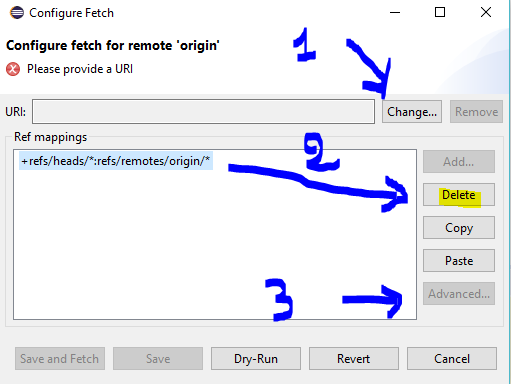 Configure Fetch
1
Configure fetch for remote 'origin'
Please provide a URI
URI:
Change...
Remove
Ref mappings
2
+refs/heads/*:refs/remotes/origin/*
Add...
Delete
Copy
Paste
3
Advanced...
Save and Fetch
Save
Dry-Run
Revert
Cancel